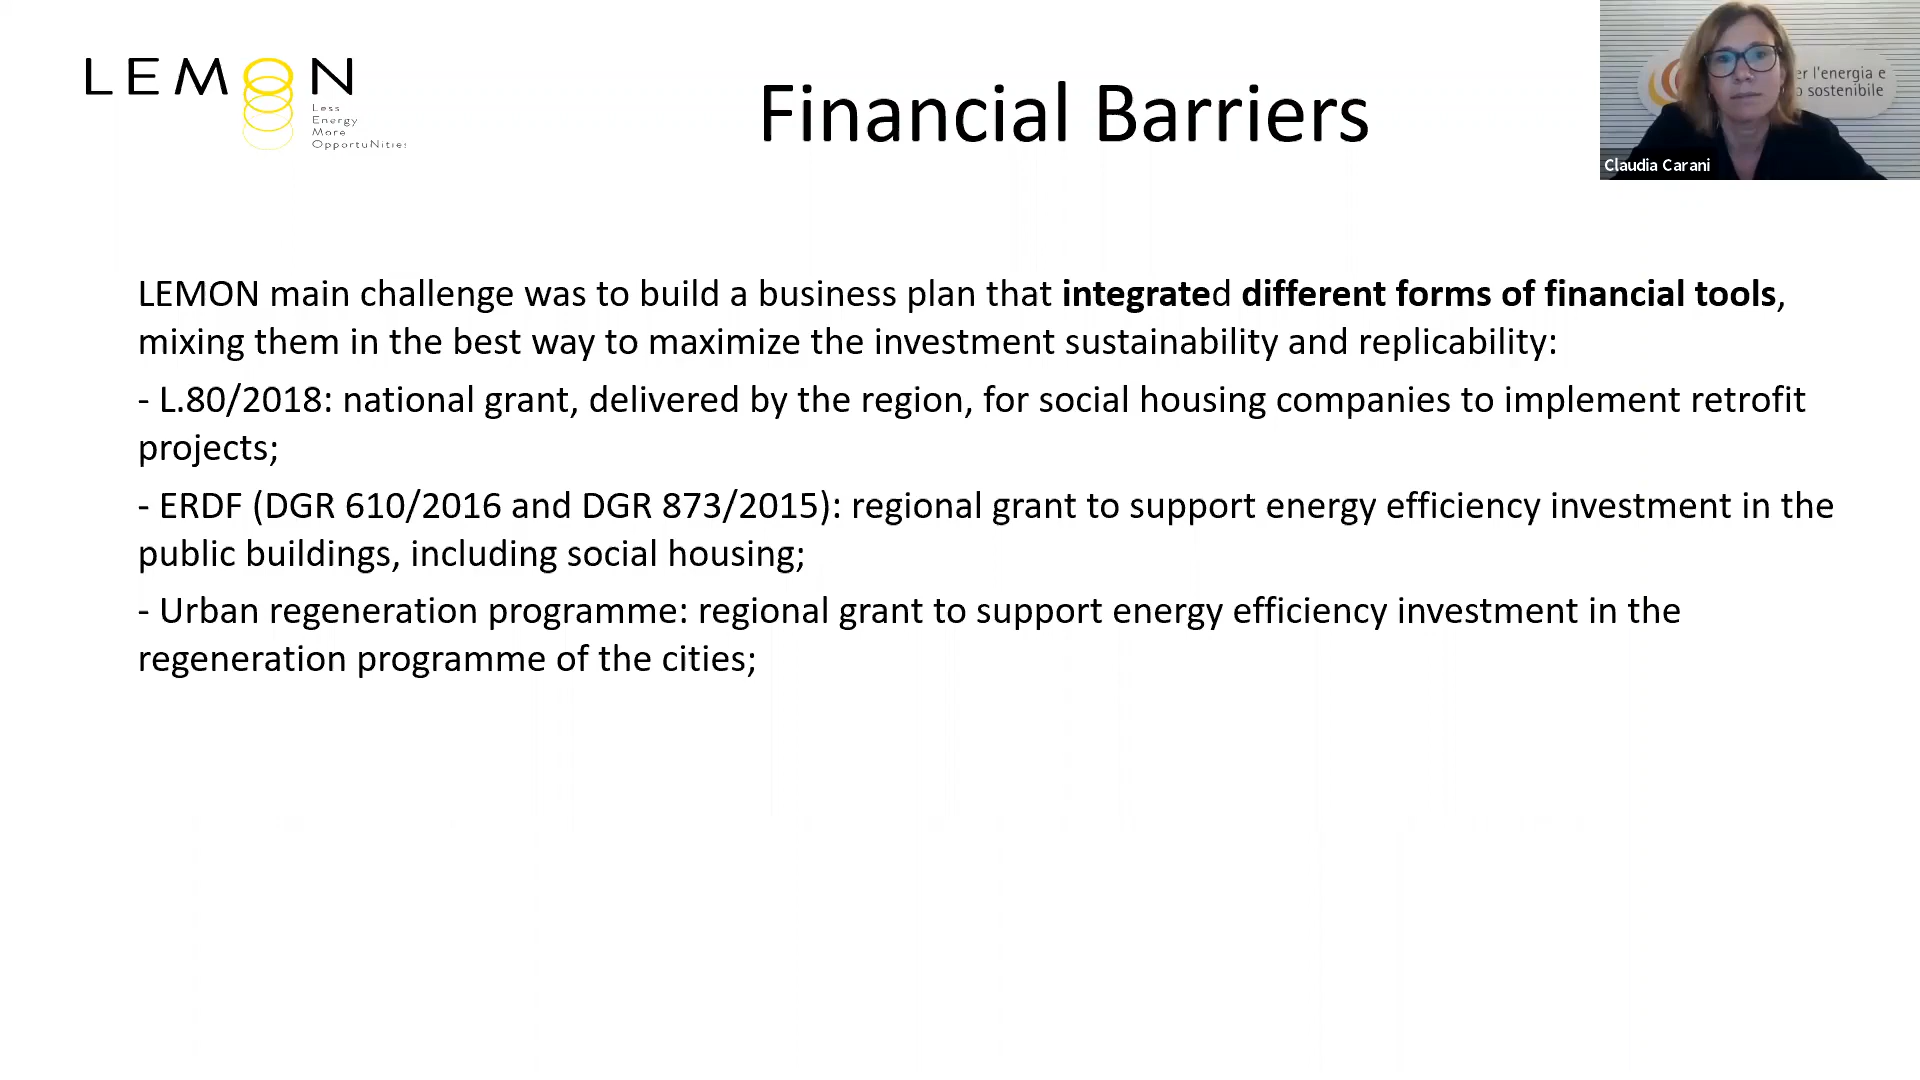 LEMON
Less
Energy
More
OpportuNities
Financial Barriers
er l'energia e
o sostenibile
Claudia Carani
LEMON main challenge was to build a business plan that integrated different forms of financial tools,
mixing them in the best way to maximize the investment sustainability and replicability:
- L.80/2018: national grant, delivered by the region, for social housing companies to implement retrofit
projects;
- ERDF (DGR 610/2016 and DGR 873/2015): regional grant to support energy efficiency investment in the
public buildings, including social housing;
- Urban regeneration programme: regional grant to support energy efficiency investment in the
regeneration programme of the cities;